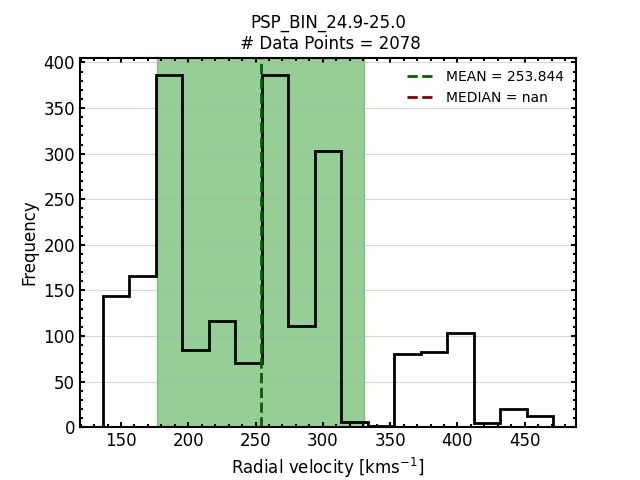 PSP_BIN_24.9-25.0
# Data Points = 2078
MEAN = 253.844
MEDIAN = nan
400
350
300
250
200
150
100
50
0
Frequency
150 200 250 300 350 400 450
Radial velocity [kms⁻¹]